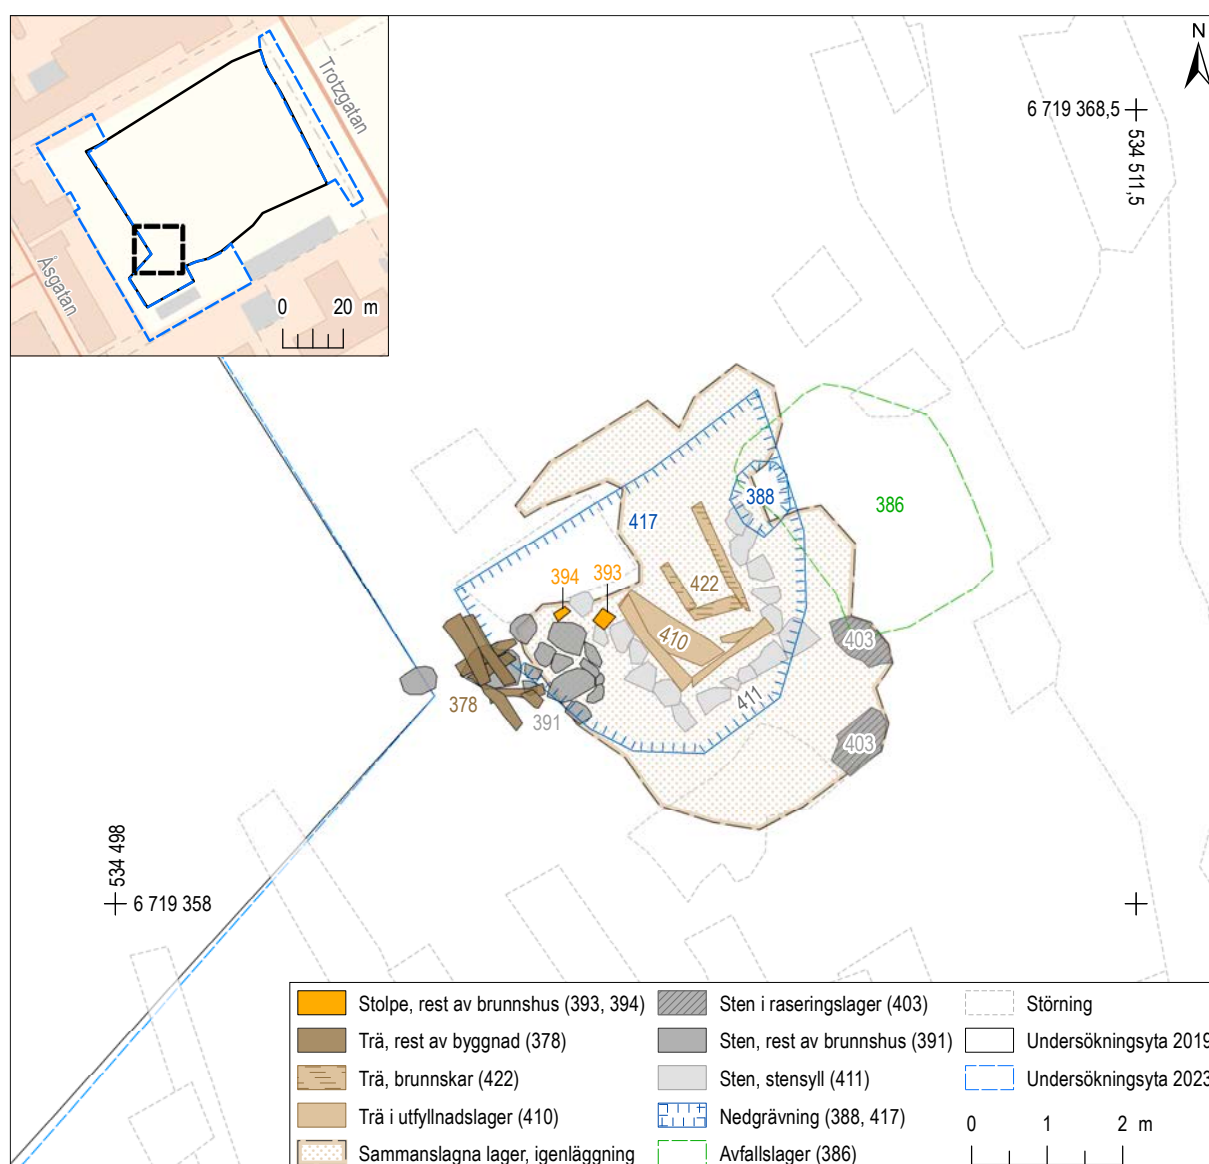 Trotzgatan
Åsgatan
0 20 m
N
6 719 368,5
534 511,5
386
388
417
394
393
422
410
403
411
378
391
403
534 498
6 719 358
Stolpe, rest av brunnshus (393, 394)
Trä, rest av byggnad (378)
Trä, brunnskar (422)
Trä i utfyllnadslager (410)
Sammanslagna lager, igenläggning
Sten i raseringslager (403)
Sten, rest av brunnshus (391)
Sten, stensyll (411)
Nedgrävning (388, 417)
Avfallslager (386)
Störning
Undersökningsyta 2019
Undersökningsyta 2023
0 1 2 m